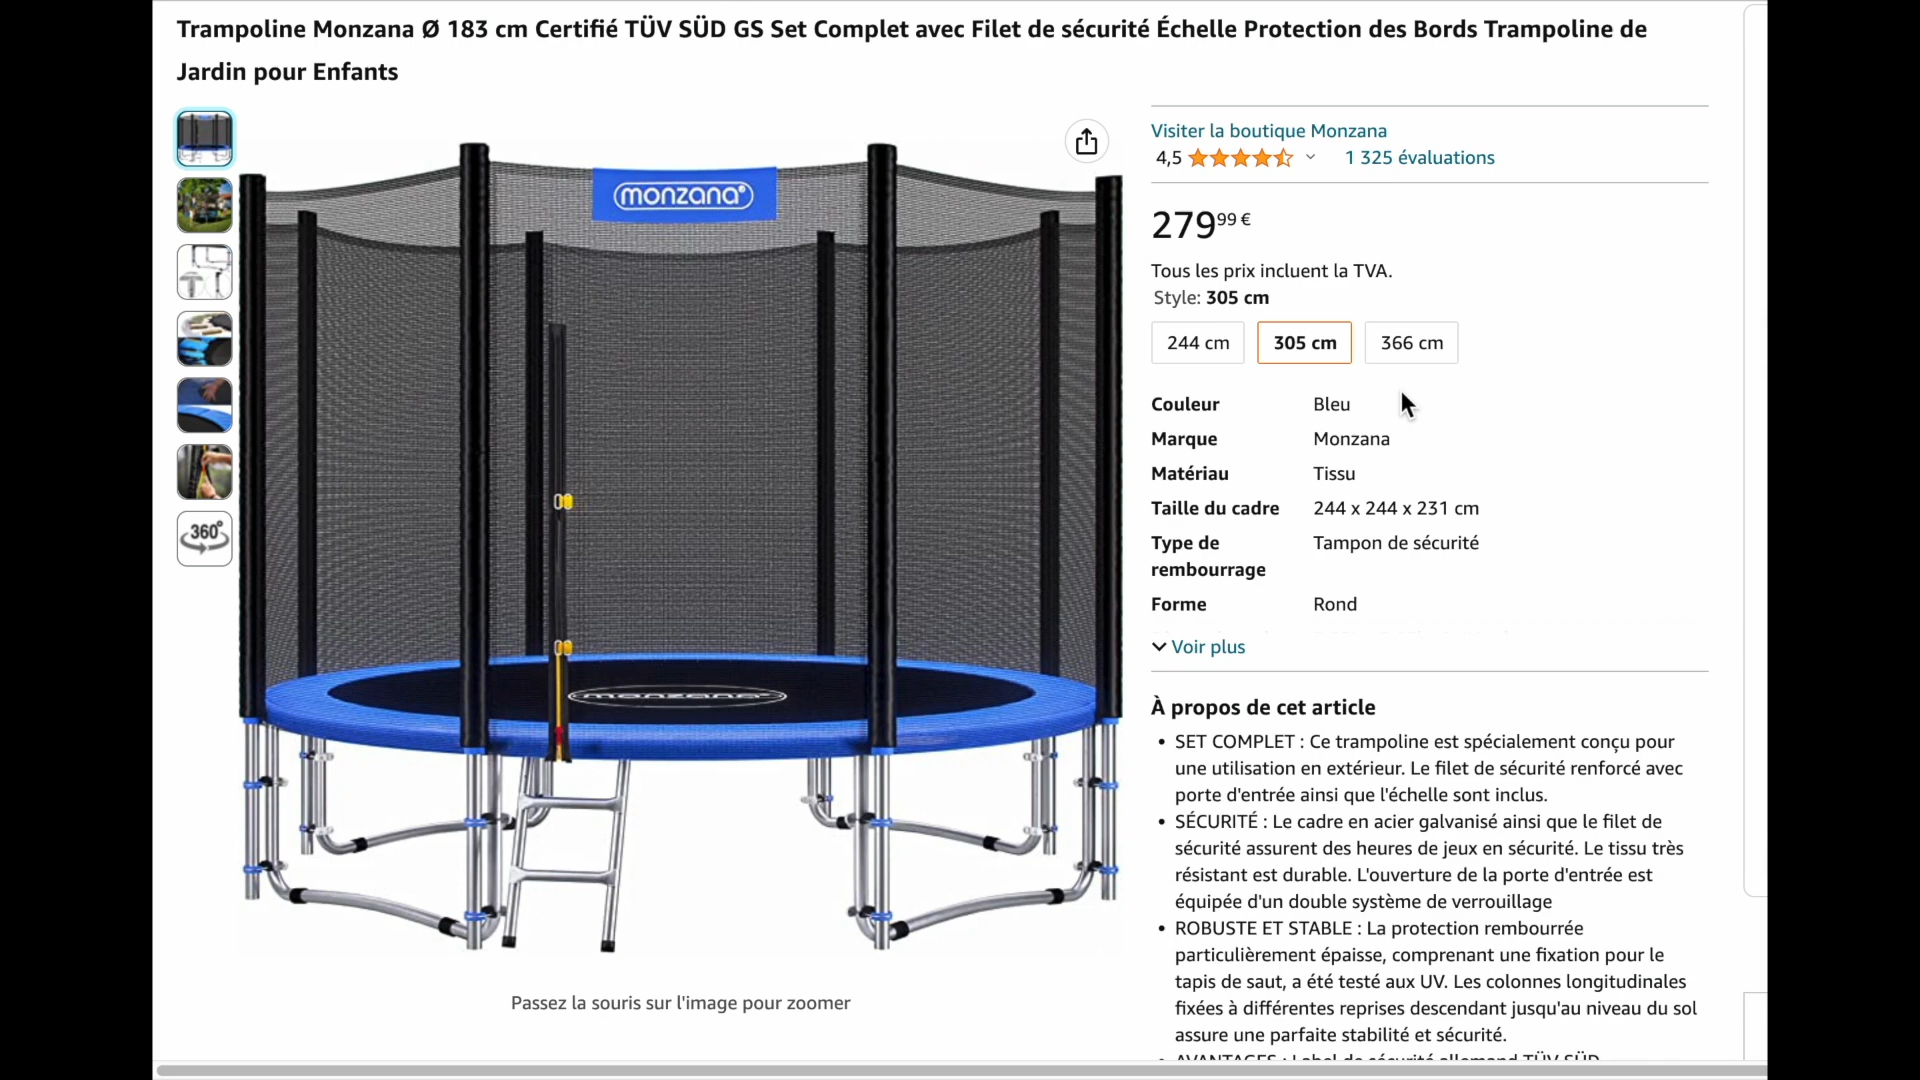 Trampoline Monzana Ø 183 cm Certifié TÜV SÜD GS Set Complet avec Filet de sécurité Échelle Protection des Bords Trampoline de
Jardin pour Enfants
360°
monzana®
monzana
Passez la souris sur l'image pour zoomer
Visiter la boutique Monzana
4,5
1 325 évaluations
279 99 €
Tous les prix incluent la TVA.
Style: 305 cm
244 cm
305 cm
366 cm
Couleur Bleu
Marque Monzana
Matériau Tissu
Taille du cadre 244 x 244 x 231 cm
Type de rembourrage Tampon de sécurité
Forme Rond
Voir plus
À propos de cet article
• SET COMPLET : Ce trampoline est spécialement conçu pour
une utilisation en extérieur. Le filet de sécurité renforcé avec
porte d'entrée ainsi que l'échelle sont inclus.
• SÉCURITÉ : Le cadre en acier galvanisé ainsi que le filet de
sécurité assurent des heures de jeux en sécurité. Le tissu très
résistant est durable. L'ouverture de la porte d'entrée est
équipée d'un double système de verrouillage
• ROBUSTE ET STABLE : La protection rembourrée
particulièrement épaisse, comprenant une fixation pour le
tapis de saut, a été testé aux UV. Les colonnes longitudinales
fixées à différentes reprises descendant jusqu'au niveau du sol
assure une parfaite stabilité et sécurité.
• AVANTAGES : Label de sécurité allemand TÜV SÜD